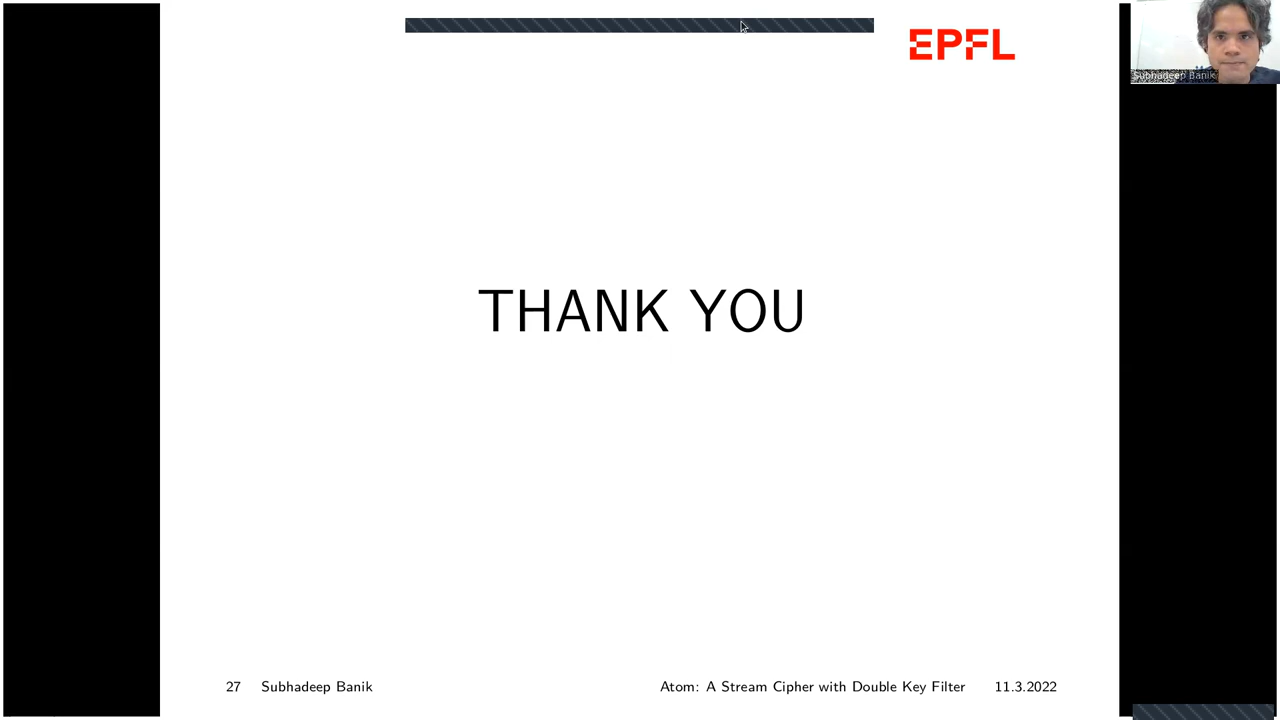 EPFL
Subhadeep Banik
THANK YOU
27 Subhadeep Banik Atom: A Stream Cipher with Double Key Filter 11.3.2022